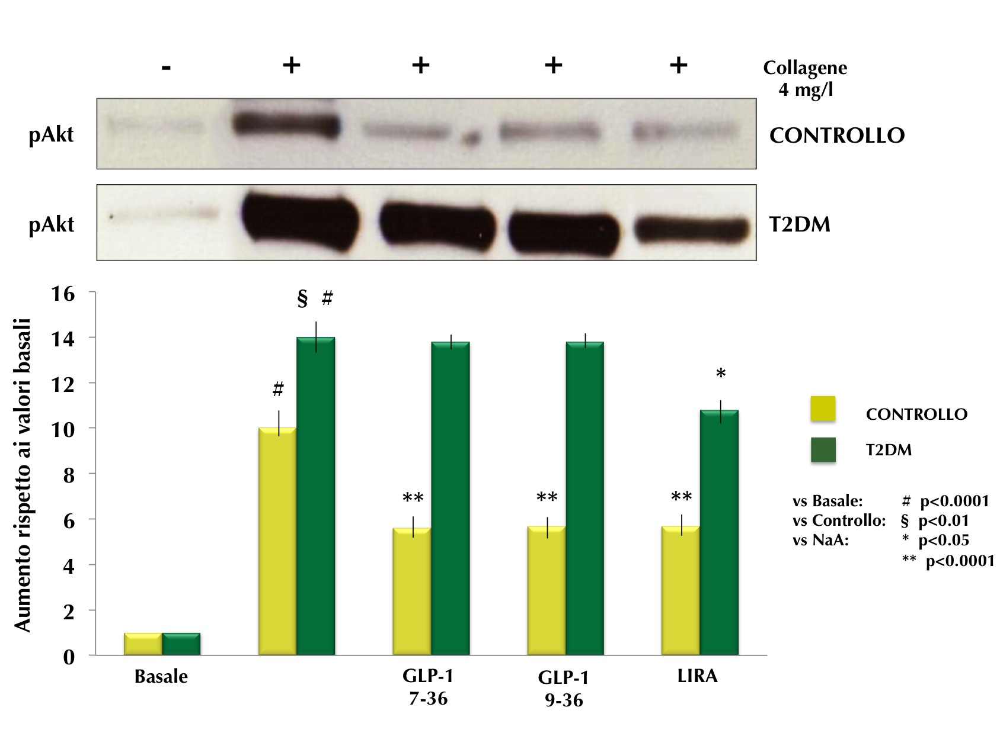 - + + + + Collagene
4 mg/l
pAkt CONTROLLO
pAkt T2DM
Aumento rispetto ai valori basali
16
14
12
10
8
6
4
2
0
§ #
#
**
**
**
*
Basale
GLP-1
7-36
GLP-1
9-36
LIRA
CONTROLLO
T2DM
vs Basale: # p<0.0001
vs Controllo: § p<0.01
vs NaA: * p<0.05
** p<0.0001